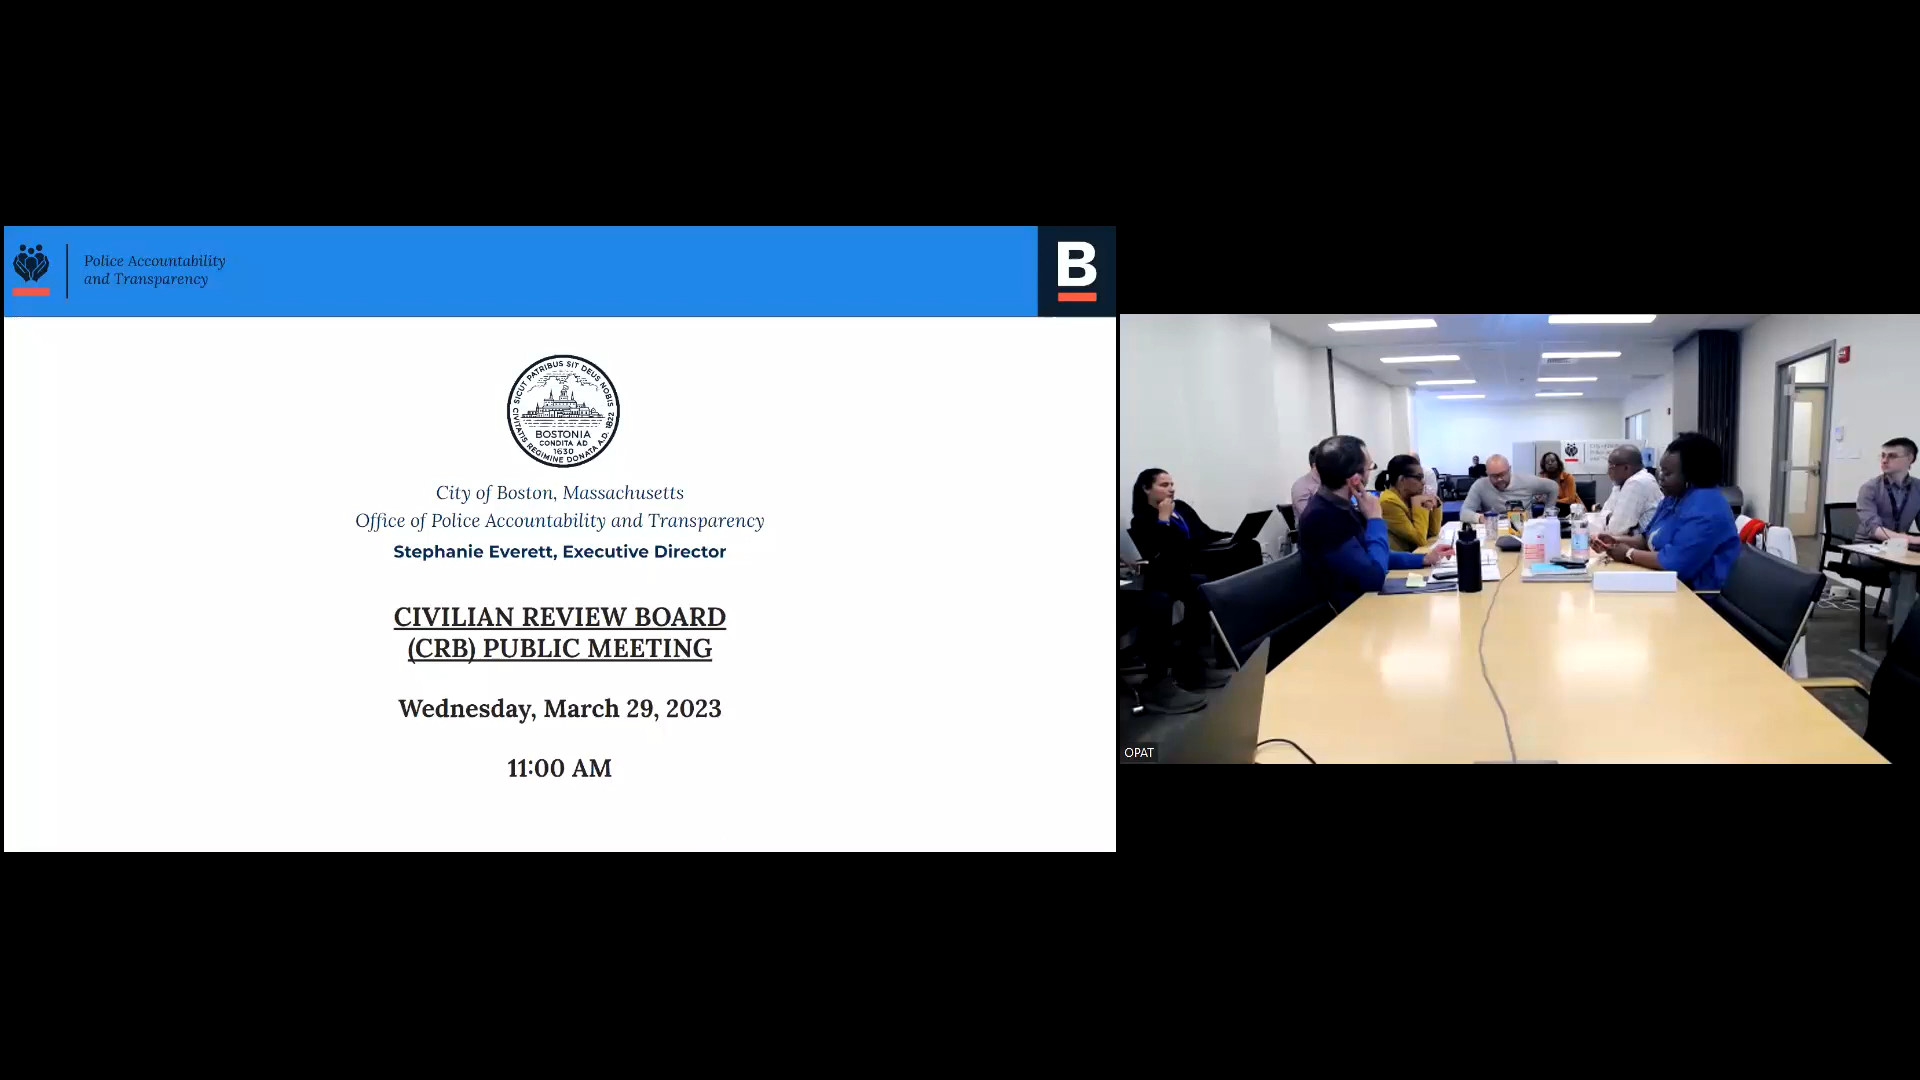 Police Accountability
and Transparency
B
SICUT PATRIBUS SIT DEUS NOBIS
CIVITATIS REGIMINE DONATA A.D. 1822
BOSTONIA
CONDITA AD
1630
City of Boston, Massachusetts
Office of Police Accountability and Transparency
Stephanie Everett, Executive Director
CIVILIAN REVIEW BOARD
(CRB) PUBLIC MEETING
Wednesday, March 29, 2023
11:00 AM
OPAT